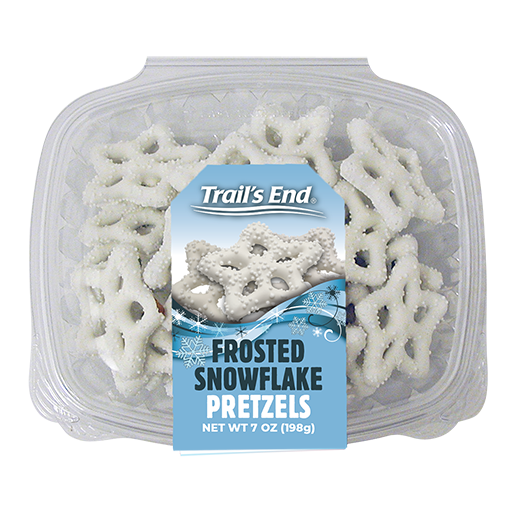 Trail's End®
FROSTED
SNOWFLAKE
PRETZELS
NET WT 7 OZ (198g)